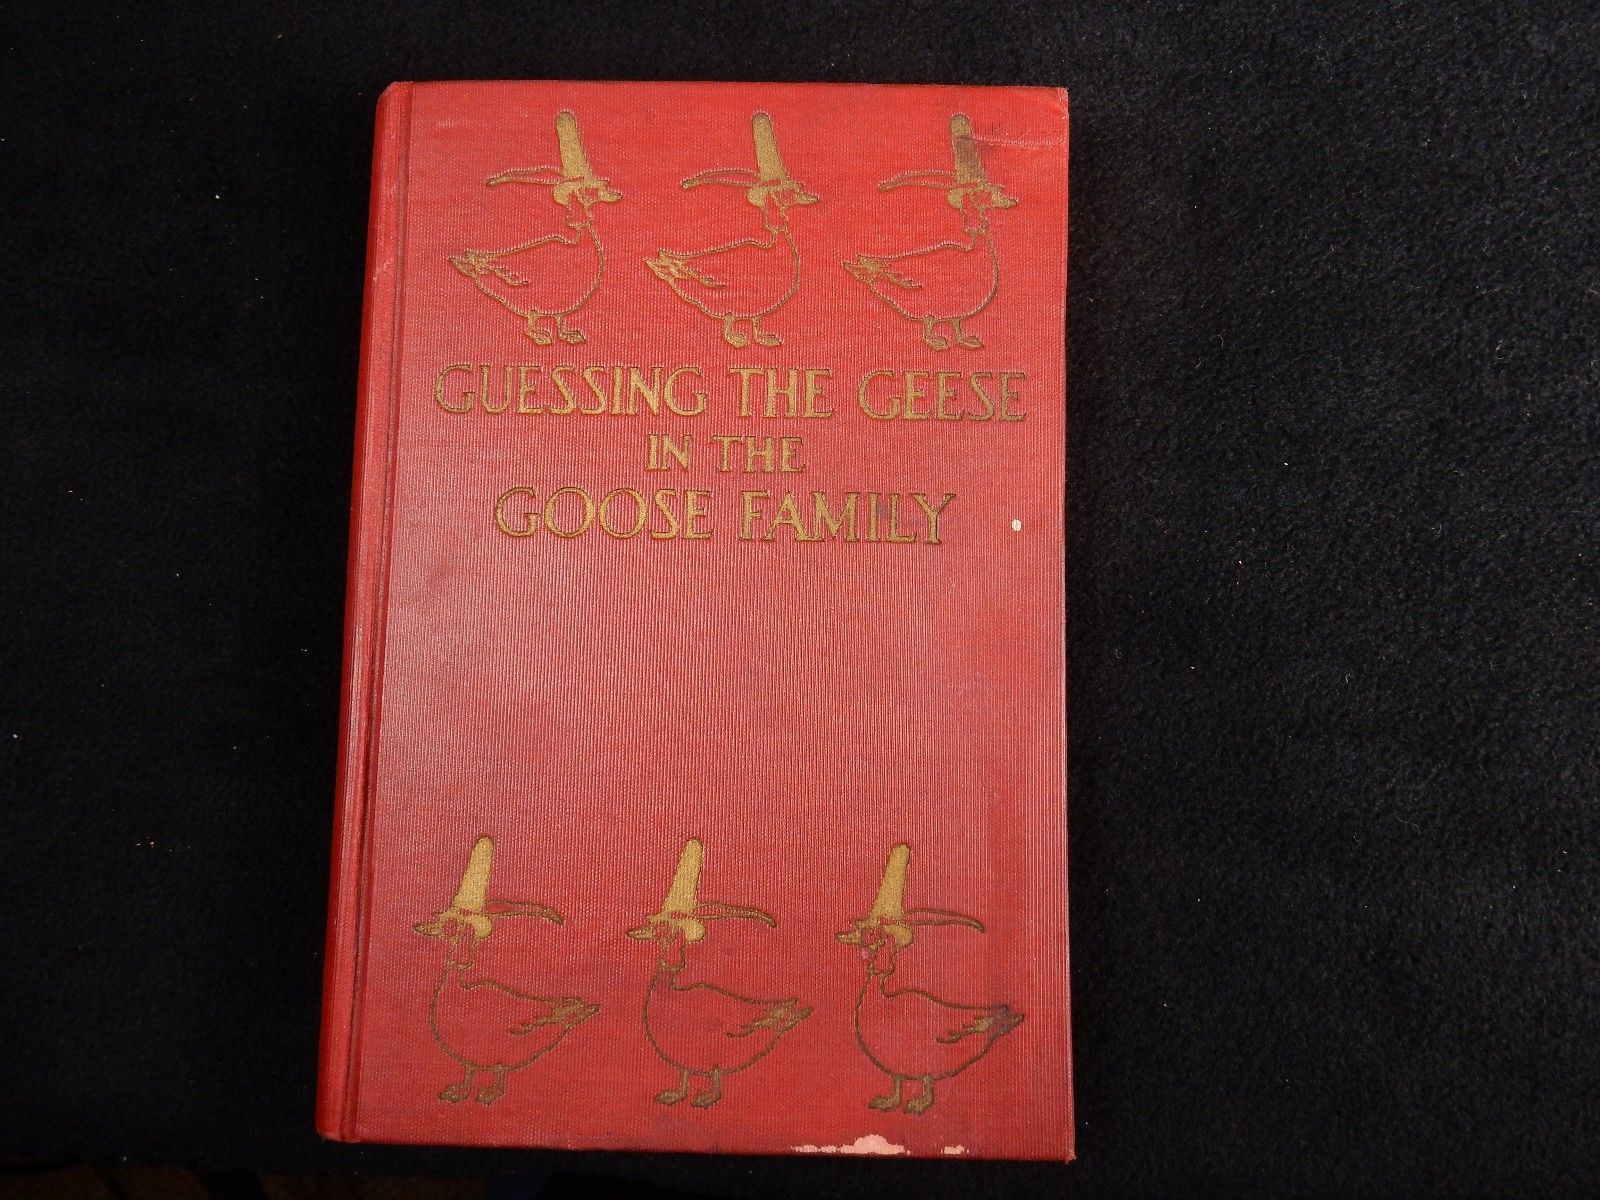 GUESSING THE GEESE
IN THE
GOOSE FAMILY